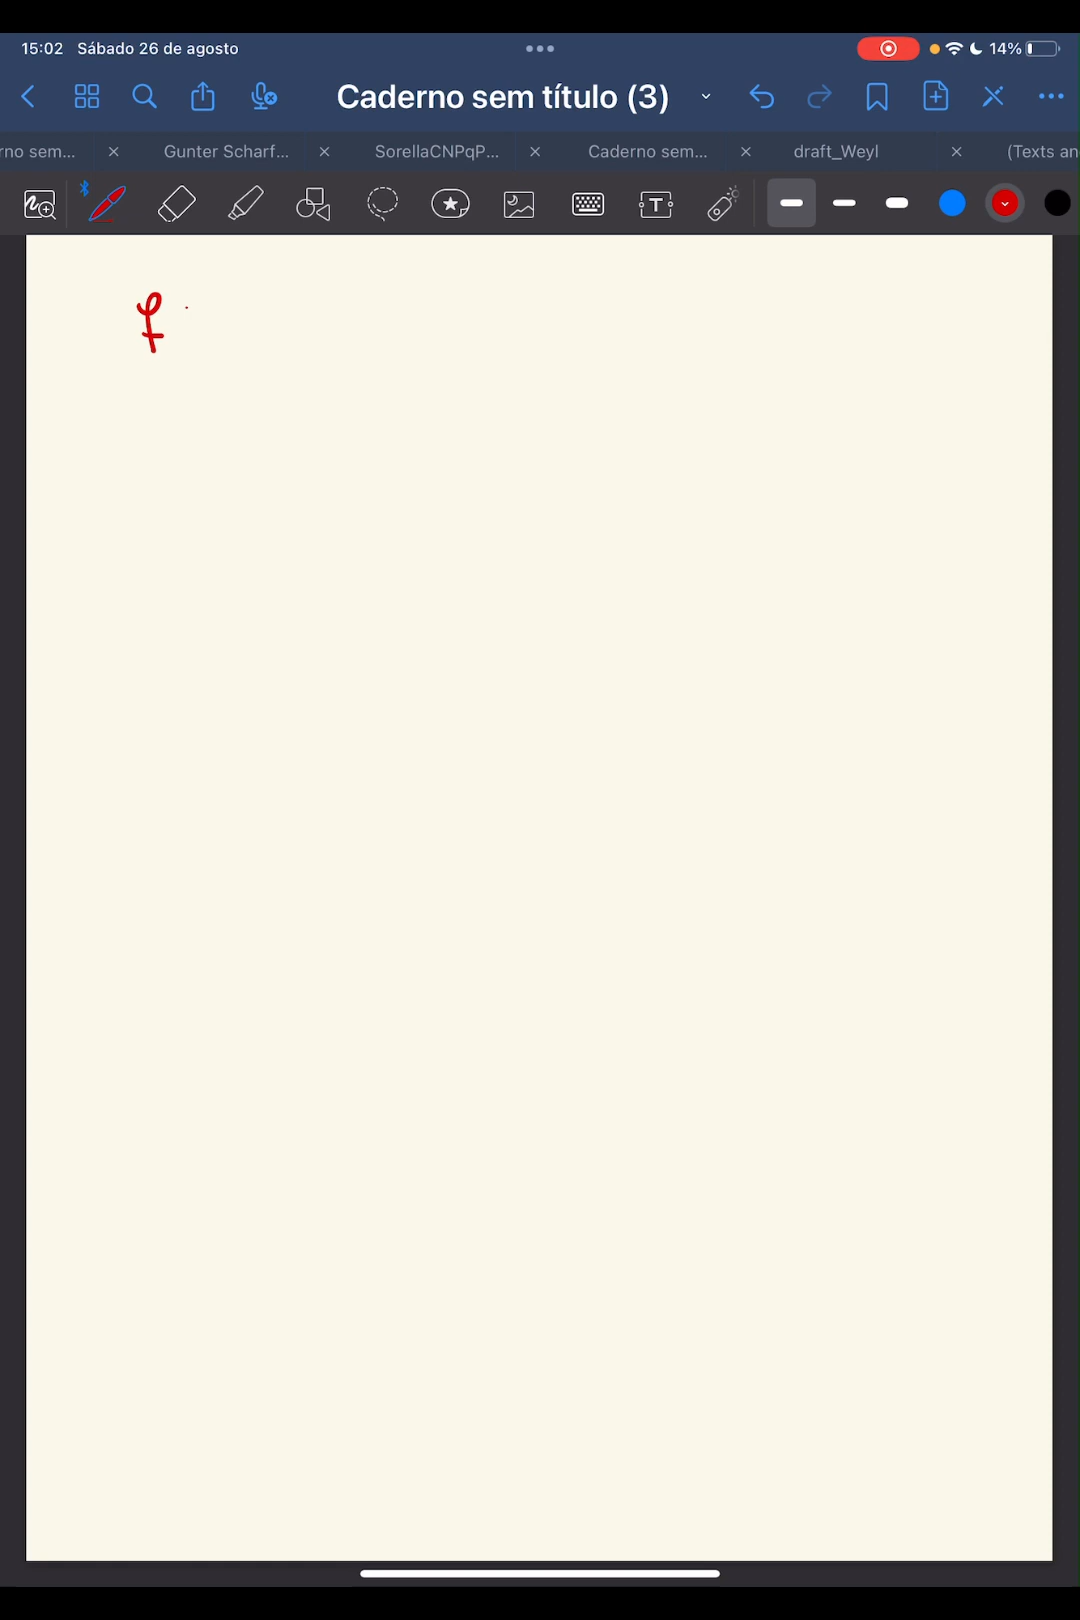 15:02 Sábado 26 de agosto
14%
Caderno sem título (3)
rno sem... Gunter Scharf... SorellaCNPqP... Caderno sem... draft_Weyl (Texts an
T